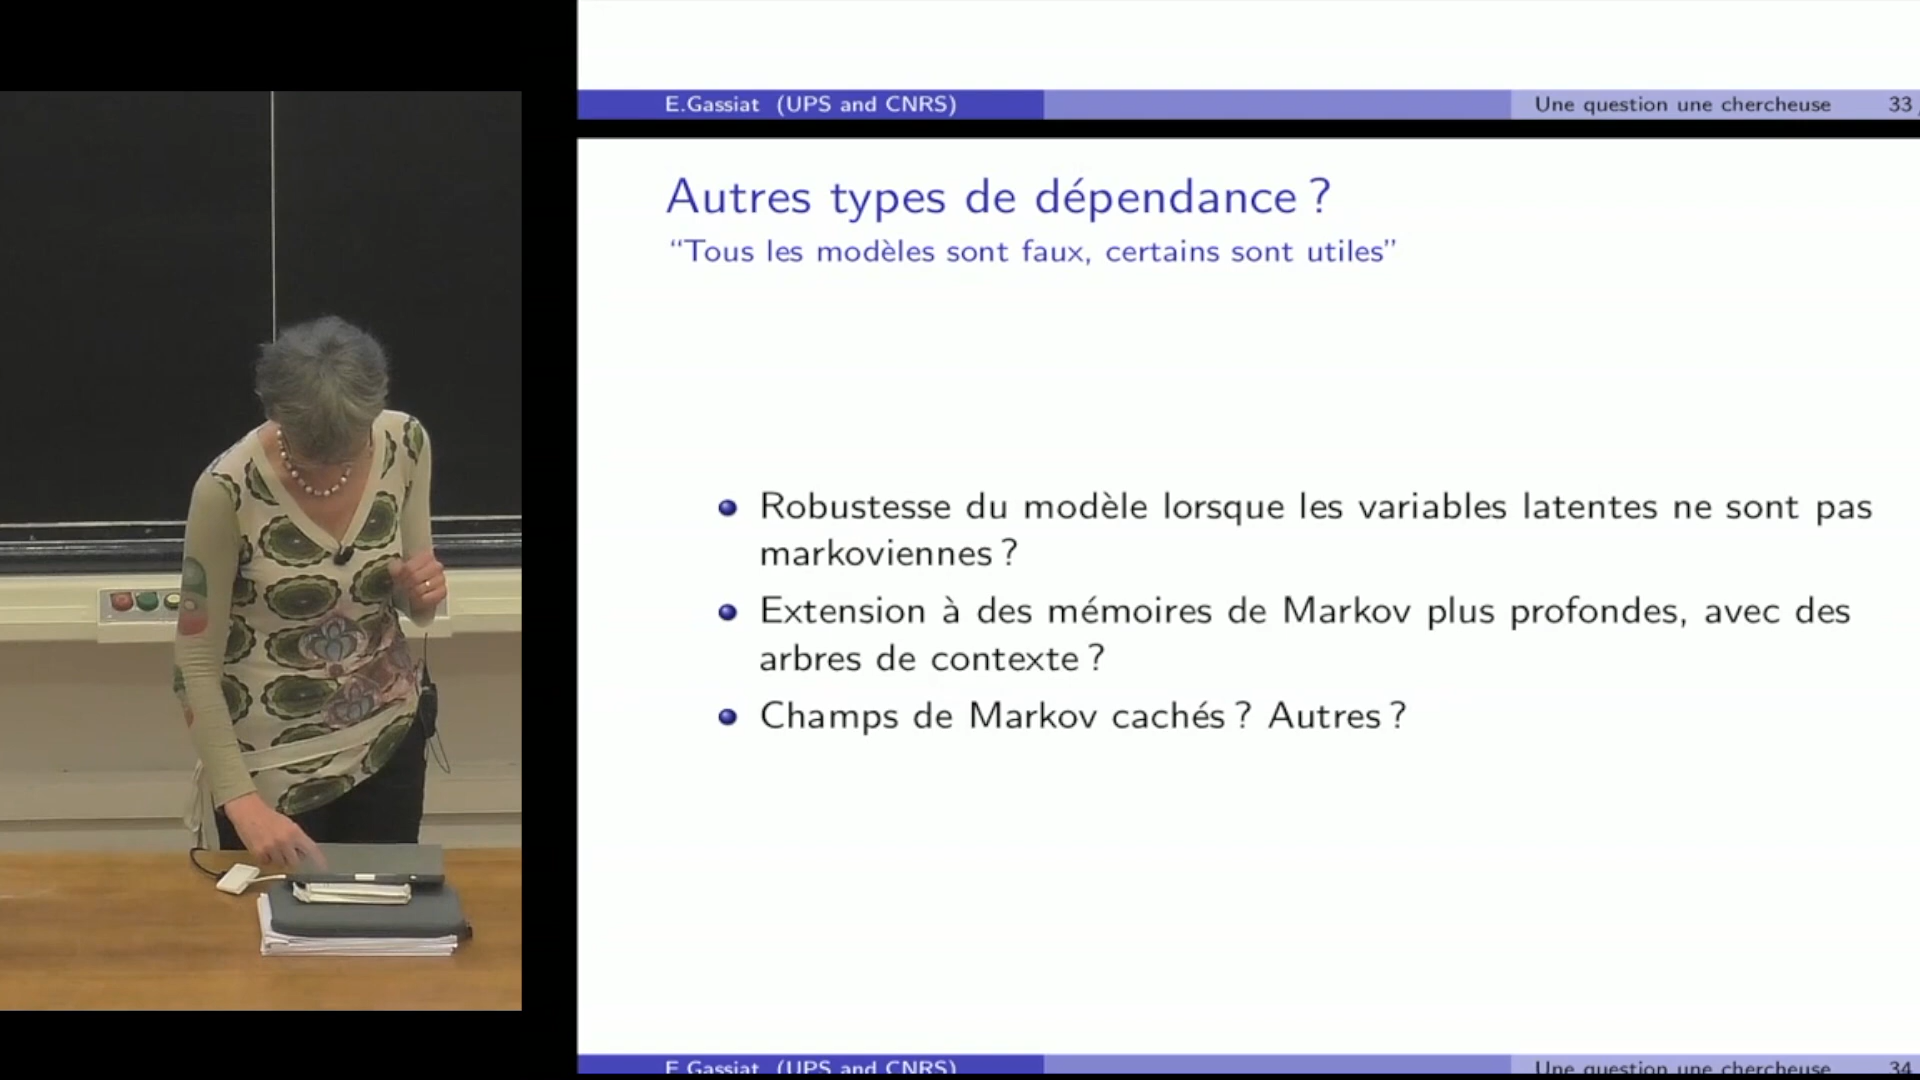 E.Gassiat (UPS and CNRS) Une question une chercheuse 33
Autres types de dépendance ?
“Tous les modèles sont faux, certains sont utiles”
Robustesse du modèle lorsque les variables latentes ne sont pas
markoviennes ?
Extension à des mémoires de Markov plus profondes, avec des
arbres de contexte ?
Champs de Markov cachés ? Autres ?
E.Gassiat (UPS and CNRS) Une question une chercheuse 34